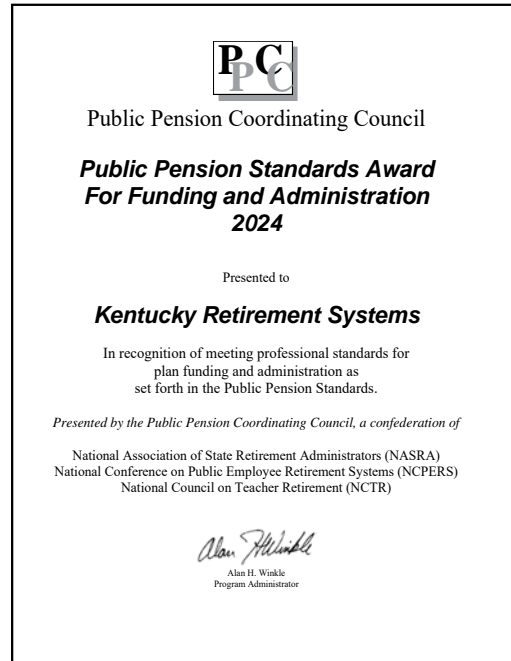 PPCC
Public Pension Coordinating Council
Public Pension Standards Award
For Funding and Administration
2024
Presented to
Kentucky Retirement Systems
In recognition of meeting professional standards for
plan funding and administration as
set forth in the Public Pension Standards.
Presented by the Public Pension Coordinating Council, a confederation of
National Association of State Retirement Administrators (NASRA)
National Conference on Public Employee Retirement Systems (NCPERS)
National Council on Teacher Retirement (NCTR)
Alan H Winkle
Alan H. Winkle
Program Administrator